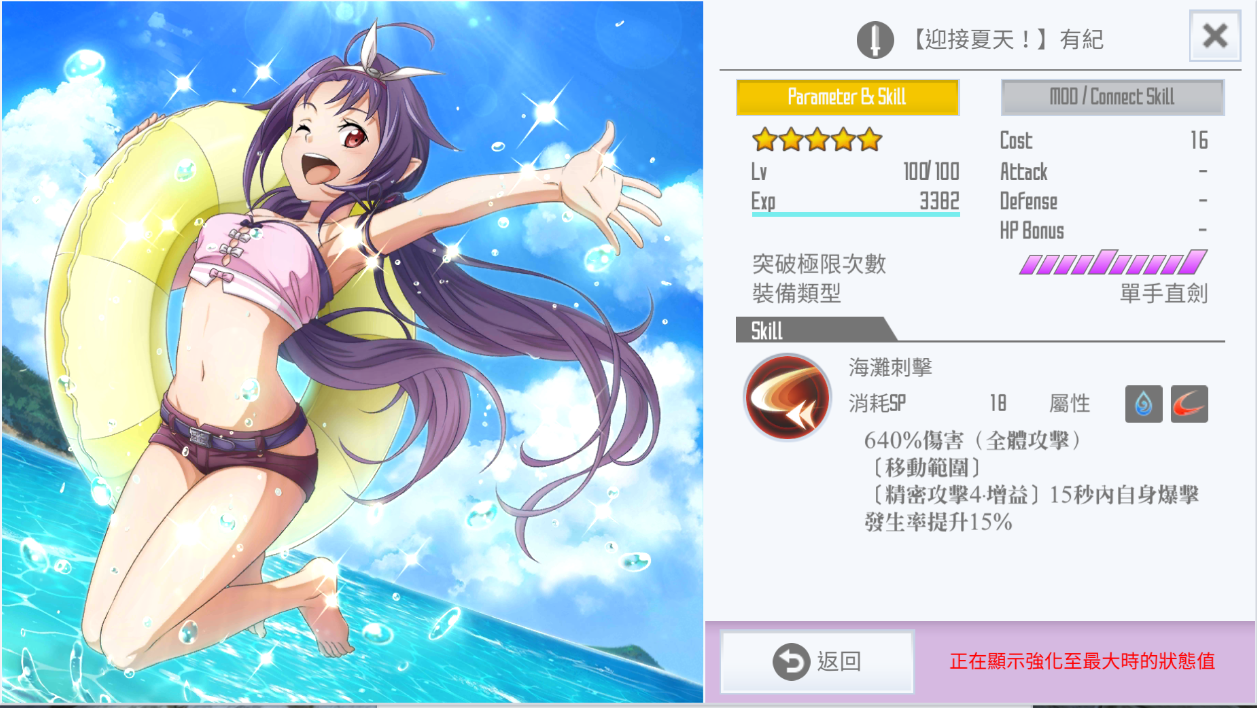 【迎接夏天！】有紀
Parameter & Skill
MOD / Connect Skill
Lv 100/100
Exp 3382
Cost 16
Attack -
Defense -
HP Bonus -
突破極限次數
裝備類型 單手直劍
Skill
海灘刺擊
消耗SP 18 屬性
640%傷害（全體攻擊）
〔移動範圍〕
〔精密攻擊4·增益〕15秒內自身爆擊
發生率提升15%
返回
正在顯示強化至最大時的狀態值